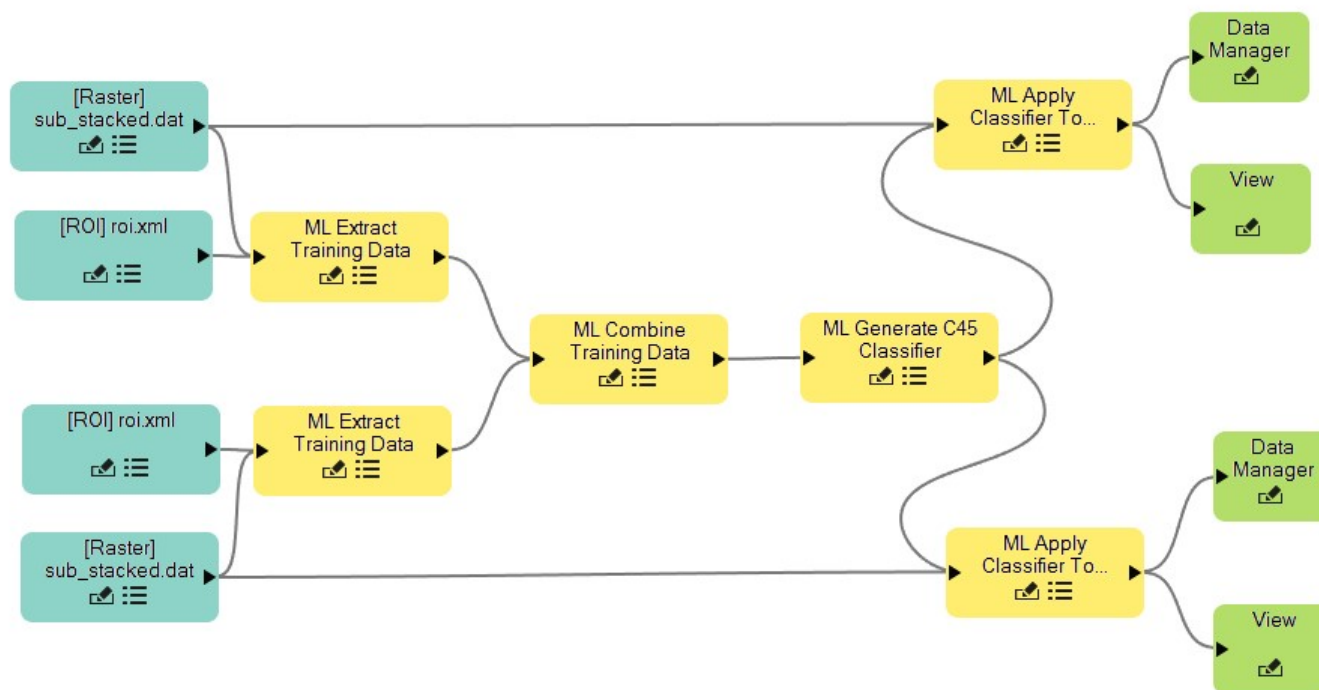 Data
Manager
[Raster]
sub_stacked.dat
ML Apply
Classifier To...
View
[ROI] roi.xml
ML Extract
Training Data
ML Combine
Training Data
ML Generate C45
Classifier
[ROI] roi.xml
ML Extract
Training Data
Data
Manager
[Raster]
sub_stacked.dat
ML Apply
Classifier To...
View